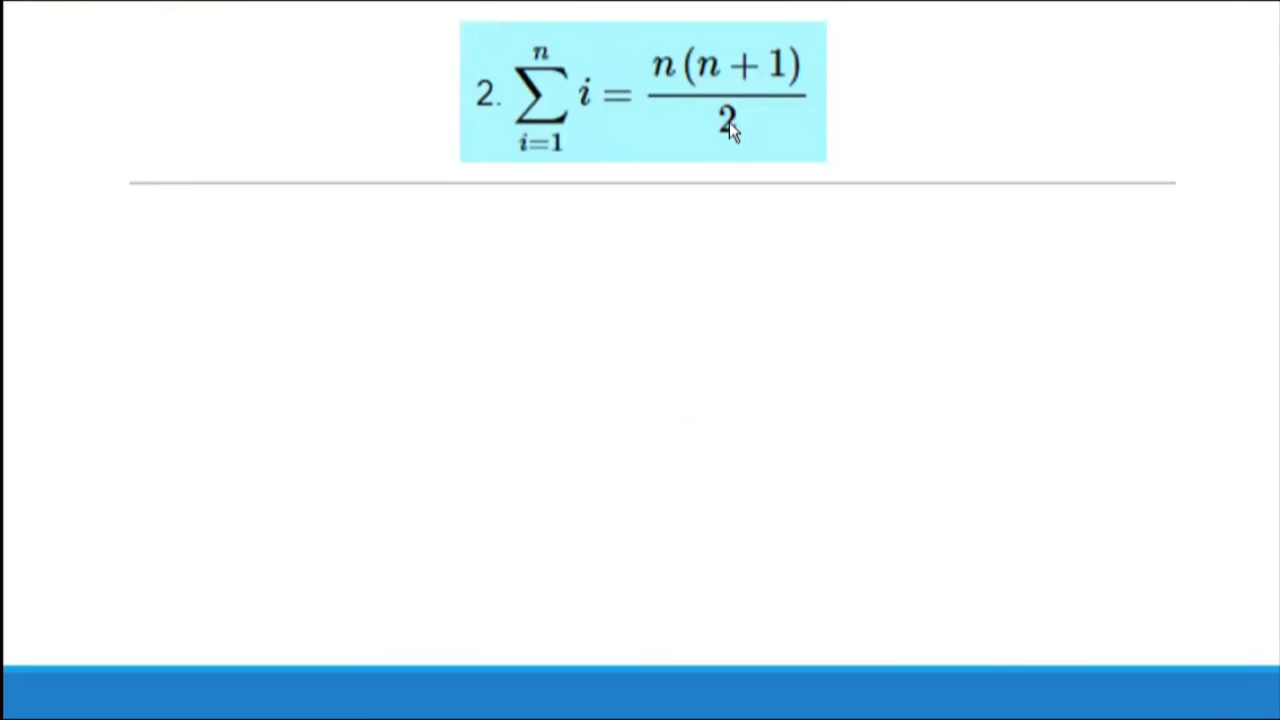 2. $\sum_{i=1}^{n} i = \frac{n(n+1)}{2}$